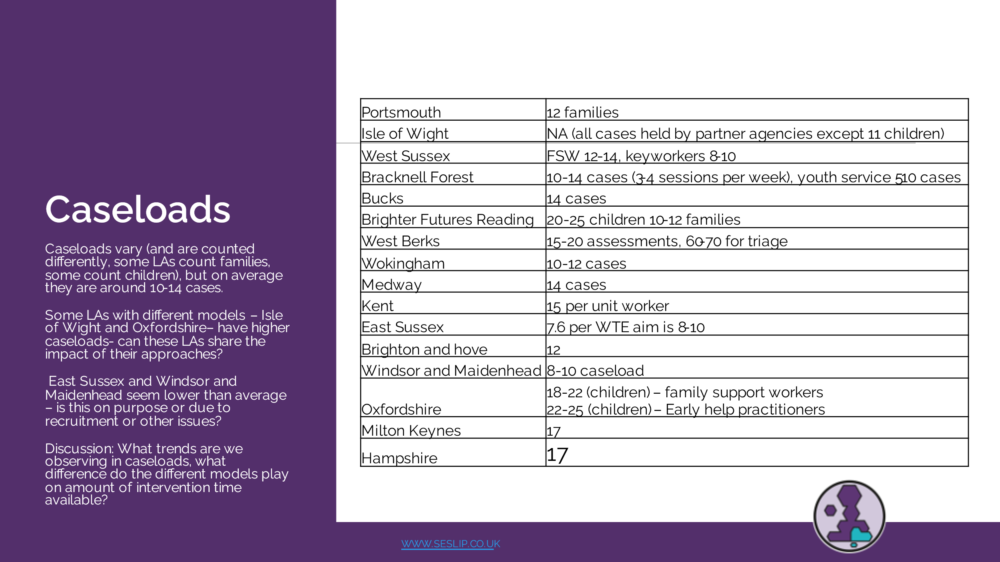 Caseloads
Caseloads vary (and are counted
differently, some LAs count families,
some count children), but on average
they are around 10-14 cases.
Some LAs with different models – Isle
of Wight and Oxfordshire– have higher
caseloads- can these LAs share the
impact of their approaches?
East Sussex and Windsor and
Maidenhead seem lower than average
– is this on purpose or due to
recruitment or other issues?
Discussion: What trends are we
observing in caseloads, what
difference do the different models play
on amount of intervention time
available?
Portsmouth 12 families
Isle of Wight NA (all cases held by partner agencies except 11 children)
West Sussex FSW 12-14, keyworkers 8-10
Bracknell Forest 10-14 cases (3-4 sessions per week), youth service 510 cases
Bucks 14 cases
Brighter Futures Reading 20-25 children 10-12 families
West Berks 15-20 assessments, 60-70 for triage
Wokingham 10-12 cases
Medway 14 cases
Kent 15 per unit worker
East Sussex 7.6 per WTE aim is 8-10
Brighton and hove 12
Windsor and Maidenhead 8-10 caseload
18-22 (children) – family support workers
Oxfordshire 22-25 (children) – Early help practitioners
Milton Keynes 17
Hampshire 17
WWW.SESLIP.CO.UK